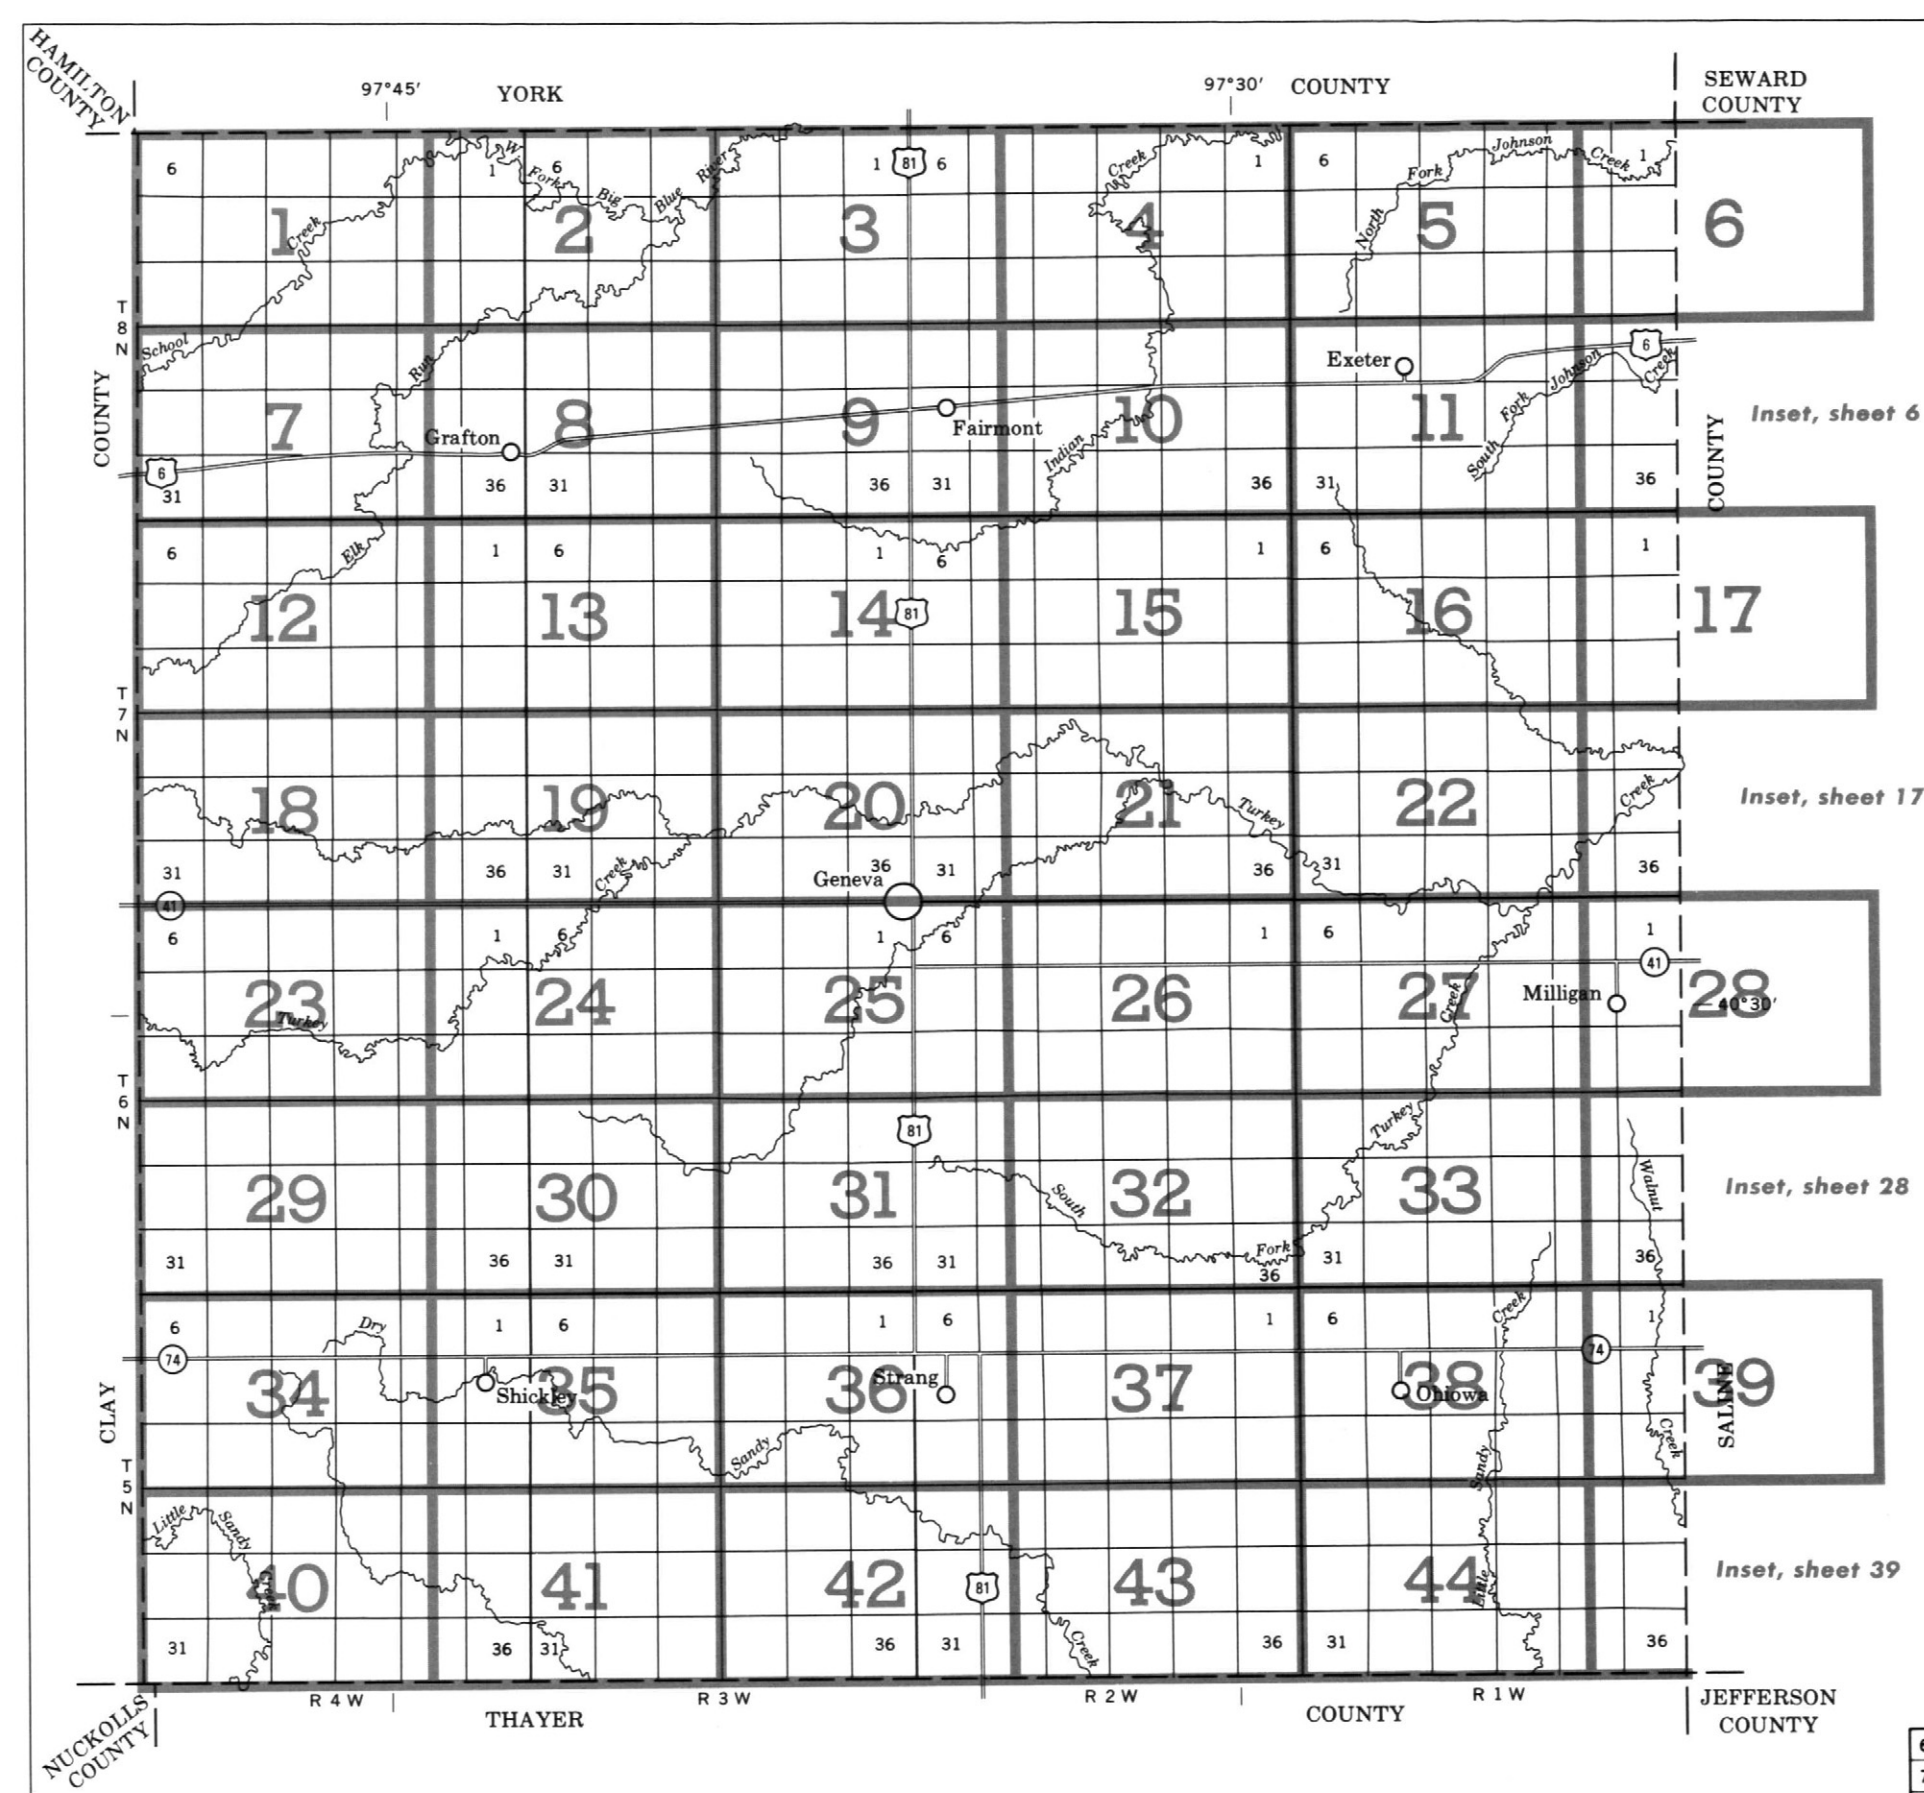 HAMILTON
COUNTY
97°45′
YORK
97°30′
COUNTY
SEWARD
COUNTY
6
1
W
Fork
6
Big
Blue
River
1
81
6
Creek
1
6
Fork
Johnson
Creek
1
1
Creek
2
3
4
North
5
6
T
8
N
School
Run
Exeter
6
Johnson
Creek
COUNTY
7
Grafton
8
9
Fairmont
10
Indian
11
Fork
South
COUNTY
Inset, sheet 6
6
31
36
31
36
31
36
31
36
6
Elk
1
6
1
6
1
6
1
12
13
14
81
15
16
17
T
7
N
18
19
20
21
Turkey
22
Creek
Inset, sheet 17
31
36
31
Creek
Geneva
36
31
36
31
36
41
6
1
6
1
6
1
6
1
41
23
Turkey
24
25
26
27
Creek
Milligan
28
40°30′
T
6
N
81
Turkey
29
30
31
South
32
33
Walnut
Inset, sheet 28
31
36
31
36
31
Fork
36
31
36
6
Dry
1
6
1
6
1
6
Creek
1
74
74
34
Shickley
35
36
Strang
37
38
Ohiowa
39
CLAY
SALINE
Sandy
Sandy
Creek
T
5
N
Little
Sandy
Creek
40
41
42
81
43
44
Little
Inset, sheet 39
31
36
31
36
31
Creek
36
31
36
R 4 W
R 3 W
R 2 W
R 1 W
NUCKOLLS
COUNTY
THAYER
COUNTY
JEFFERSON
COUNTY
6
7